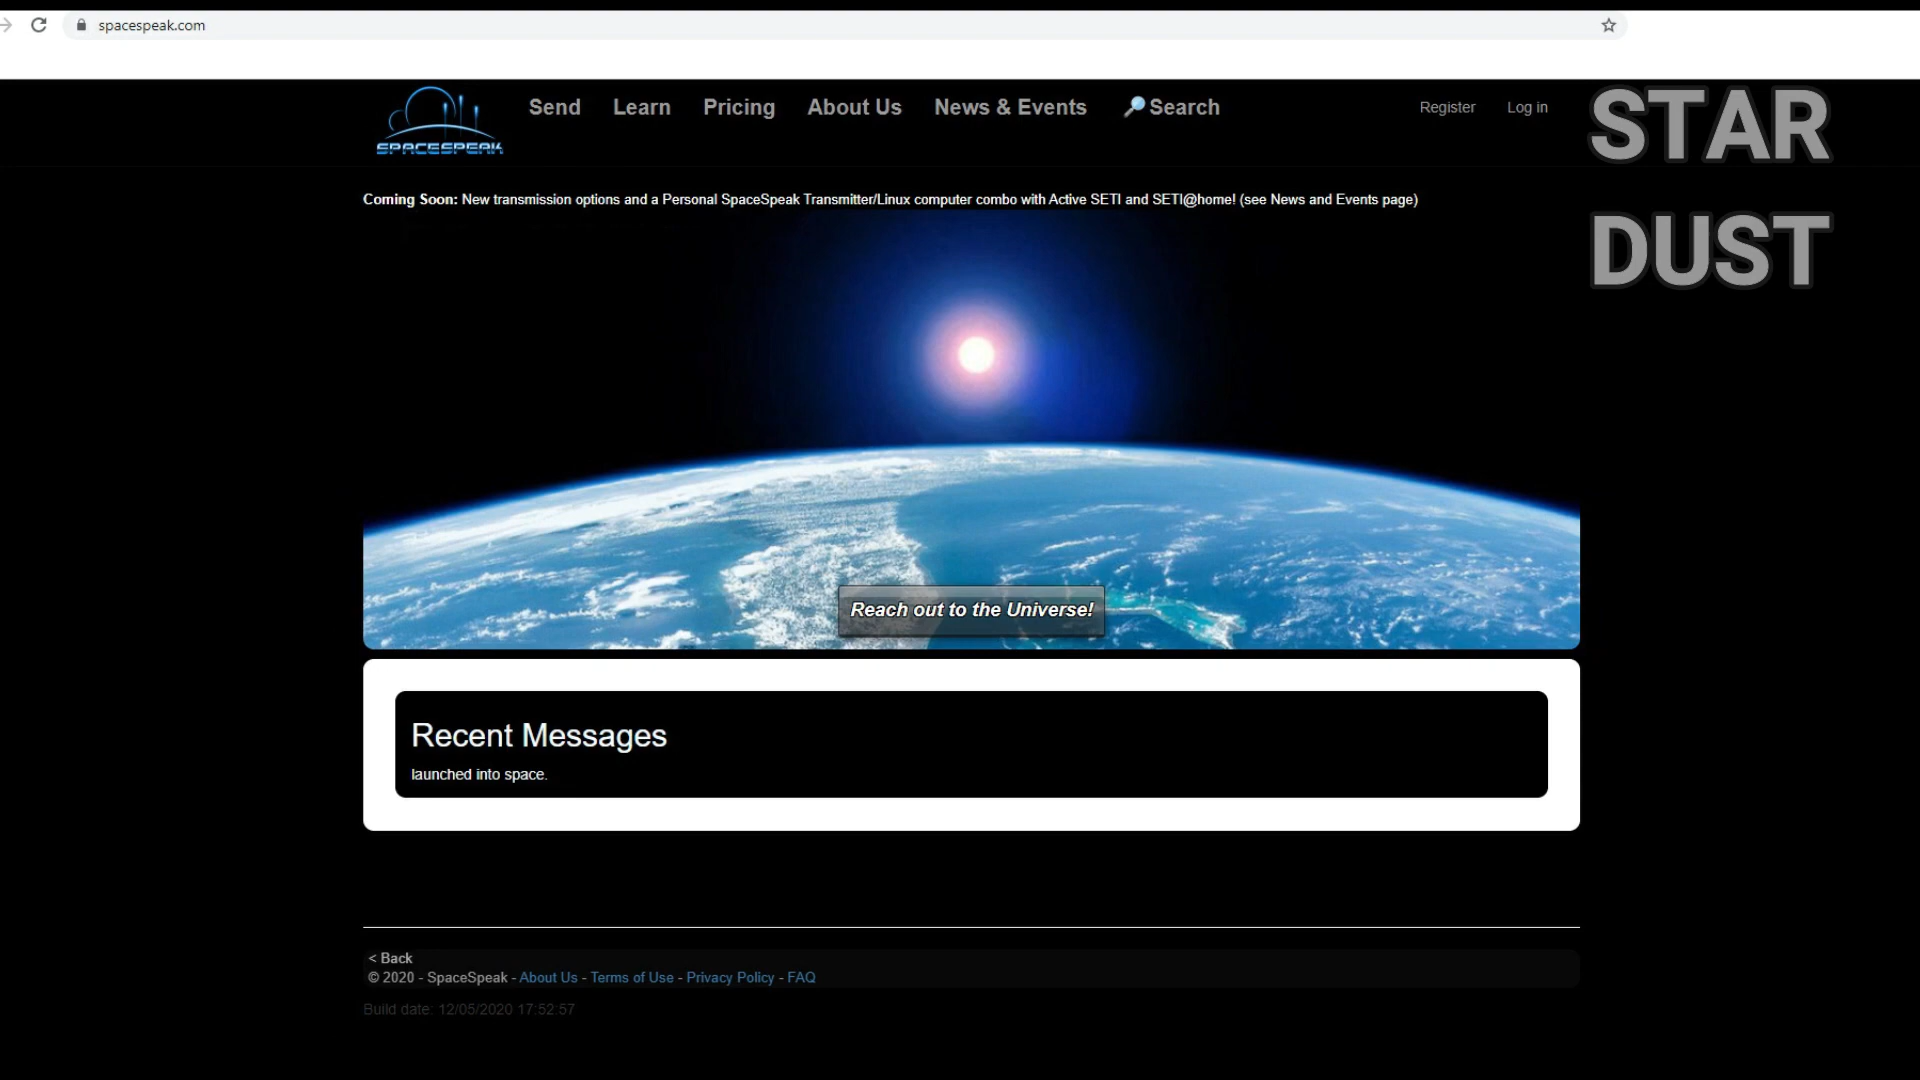 spacespeak.com
SPACESPEAK
Send Learn Pricing About Us News & Events Search Register Log in
STAR
DUST
Coming Soon: New transmission options and a Personal SpaceSpeak Transmitter/Linux computer combo with Active SETI and SETI@home! (see News and Events page)
Reach out to the Universe!
Recent Messages
launched into space.
< Back
© 2020 - SpaceSpeak - About Us - Terms of Use - Privacy Policy - FAQ
Build date: 12/05/2020 17:52:57